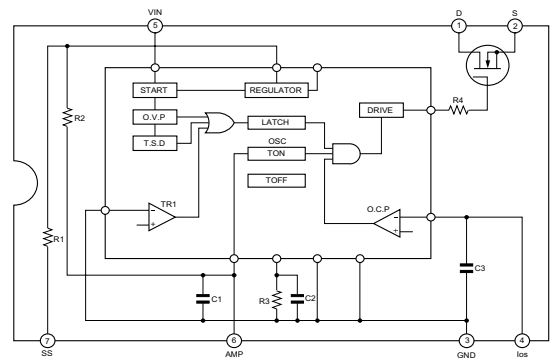 VIN
D
S
5
1
2
START
REGULATOR
R2
R4
O.V.P
LATCH
DRIVE
T.S.D
OSC
TON
TOFF
TR1
O.C.P
R1
C3
C1
R3
C2
7
6
3
4
SS
AMP
GND
Ios